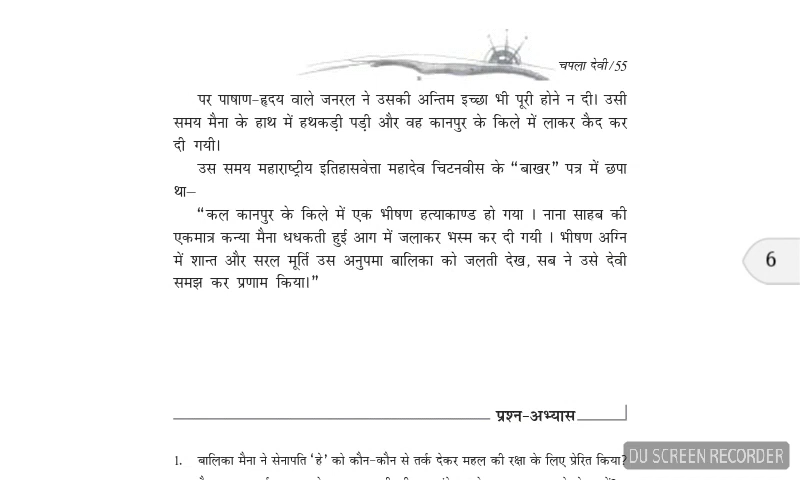 चपला देवी/55
पर पाषाण-हृदय वाले जनरल ने उसकी अन्तिम इच्छा भी पूरी होने न दी। उसी
समय मैना के हाथ में हथकड़ी पड़ी और वह कानपुर के किले में लाकर कैद कर
दी गयी।
उस समय महाराष्ट्रीय इतिहासवेत्ता महादेव चिटनवीस के “बाखर” पत्र में छपा
था–
“कल कानपुर के किले में एक भीषण हत्याकाण्ड हो गया । नाना साहब की
एकमात्र कन्या मैना धधकती हुई आग में जलाकर भस्म कर दी गयी । भीषण अग्नि
में शान्त और सरल मूर्ति उस अनुपमा बालिका को जलती देख, सब ने उसे देवी
समझ कर प्रणाम किया।”
6
प्रश्न-अभ्यास
1. बालिका मैना ने सेनापति ‘हे’ को कौन-कौन से तर्क देकर महल की रक्षा के लिए प्रेरित किया?
DU SCREEN RECORDER